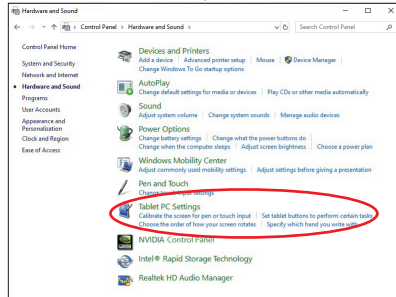 Hardware and Sound
Control Panel > Hardware and Sound >
Search Control Panel
Control Panel Home
System and Security
Network and Internet
Hardware and Sound
Programs
User Accounts
Appearance and
Personalization
Clock and Region
Ease of Access
Devices and Printers
Add a device | Advanced printer setup | Mouse | Device Manager |
Change Windows To Go startup options
AutoPlay
Change default settings for media or devices | Play CDs or other media automatically
Sound
Adjust system volume | Change system sounds | Manage audio devices
Power Options
Change battery settings | Change what the power buttons do |
Change when the computer sleeps | Adjust screen brightness | Choose a power plan
Windows Mobility Center
Adjust commonly used mobility settings | Adjust settings before giving a presentation
Pen and Touch
Change touch input settings
Tablet PC Settings
Calibrate the screen for pen or touch input | Set tablet buttons to perform certain tasks
Choose the order of how your screen rotates | Specify which hand you write with
NVIDIA Control Panel
Intel® Rapid Storage Technology
Realtek HD Audio Manager